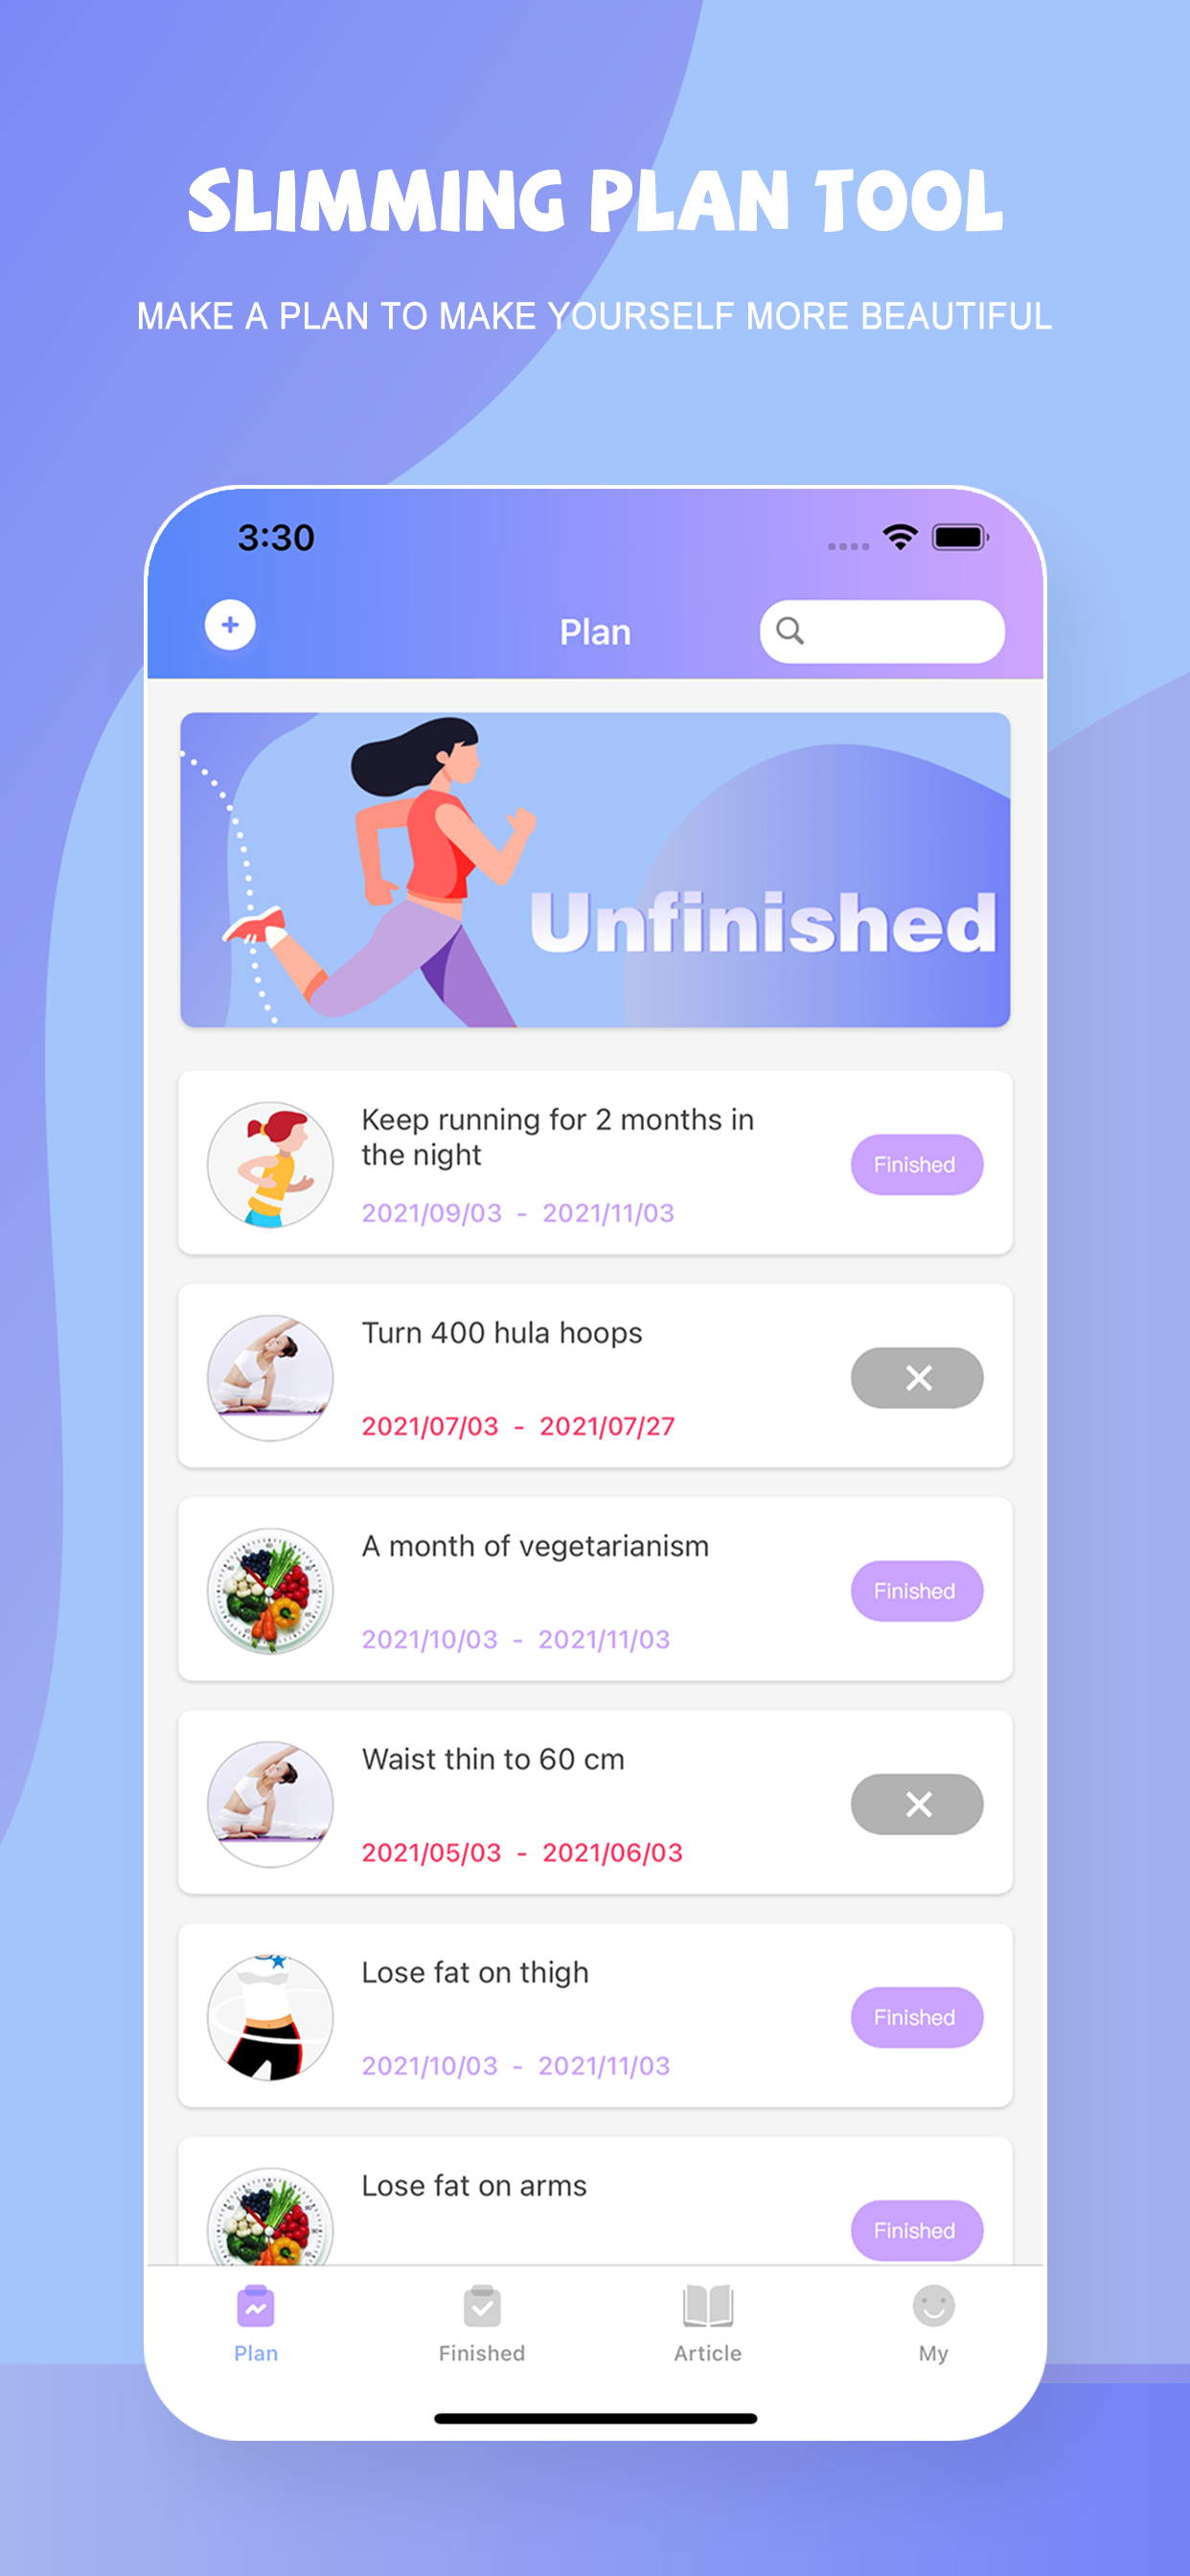 SLIMMING PLAN TOOL
MAKE A PLAN TO MAKE YOURSELF MORE BEAUTIFUL
3:30
Plan
Unfinished
Keep running for 2 months in
the night
Finished
2021/09/03 - 2021/11/03
Turn 400 hula hoops
2021/07/03 - 2021/07/27
A month of vegetarianism
Finished
2021/10/03 - 2021/11/03
Waist thin to 60 cm
2021/05/03 - 2021/06/03
Lose fat on thigh
Finished
2021/10/03 - 2021/11/03
Lose fat on arms
Finished
Plan
Finished
Article
My